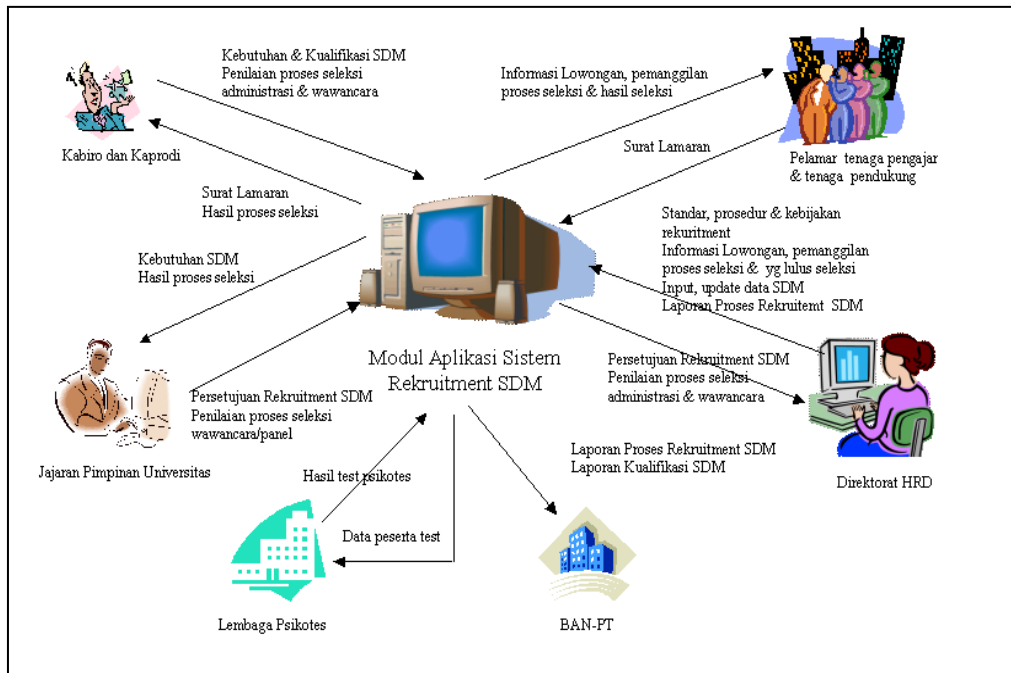 Kebutuhan & Kualifikasi SDM
Penilaian proses seleksi
administrasi & wawancara
Informasi Lowongan, pemanggilan
proses seleksi & hasil seleksi
Kabiro dan Kaprodi
Surat Lamaran
Pelamar tenaga pengajar
& tenaga pendukung
Surat Lamaran
Hasil proses seleksi
Standar, prosedur & kebijakan
rekuritment
Informasi Lowongan, pemanggilan
proses seleksi & yg lulus seleksi
Input, update data SDM
Laporan Proses Rekruitemt SDM
Kebutuhan SDM
Hasil proses seleksi
Modul Aplikasi Sistem
Rekruitment SDM
Persetujuan Rekruitment SDM
Penilaian proses seleksi
administrasi & wawancara
Persetujuan Rekruitment SDM
Penilaian proses seleksi
wawancara/panel
Jajaran Pimpinan Universitas
Direktorat HRD
Laporan Proses Rekruitment SDM
Laporan Kualifikasi SDM
Hasil test psikotes
Data peserta test
Lembaga Psikotes
BAN-PT